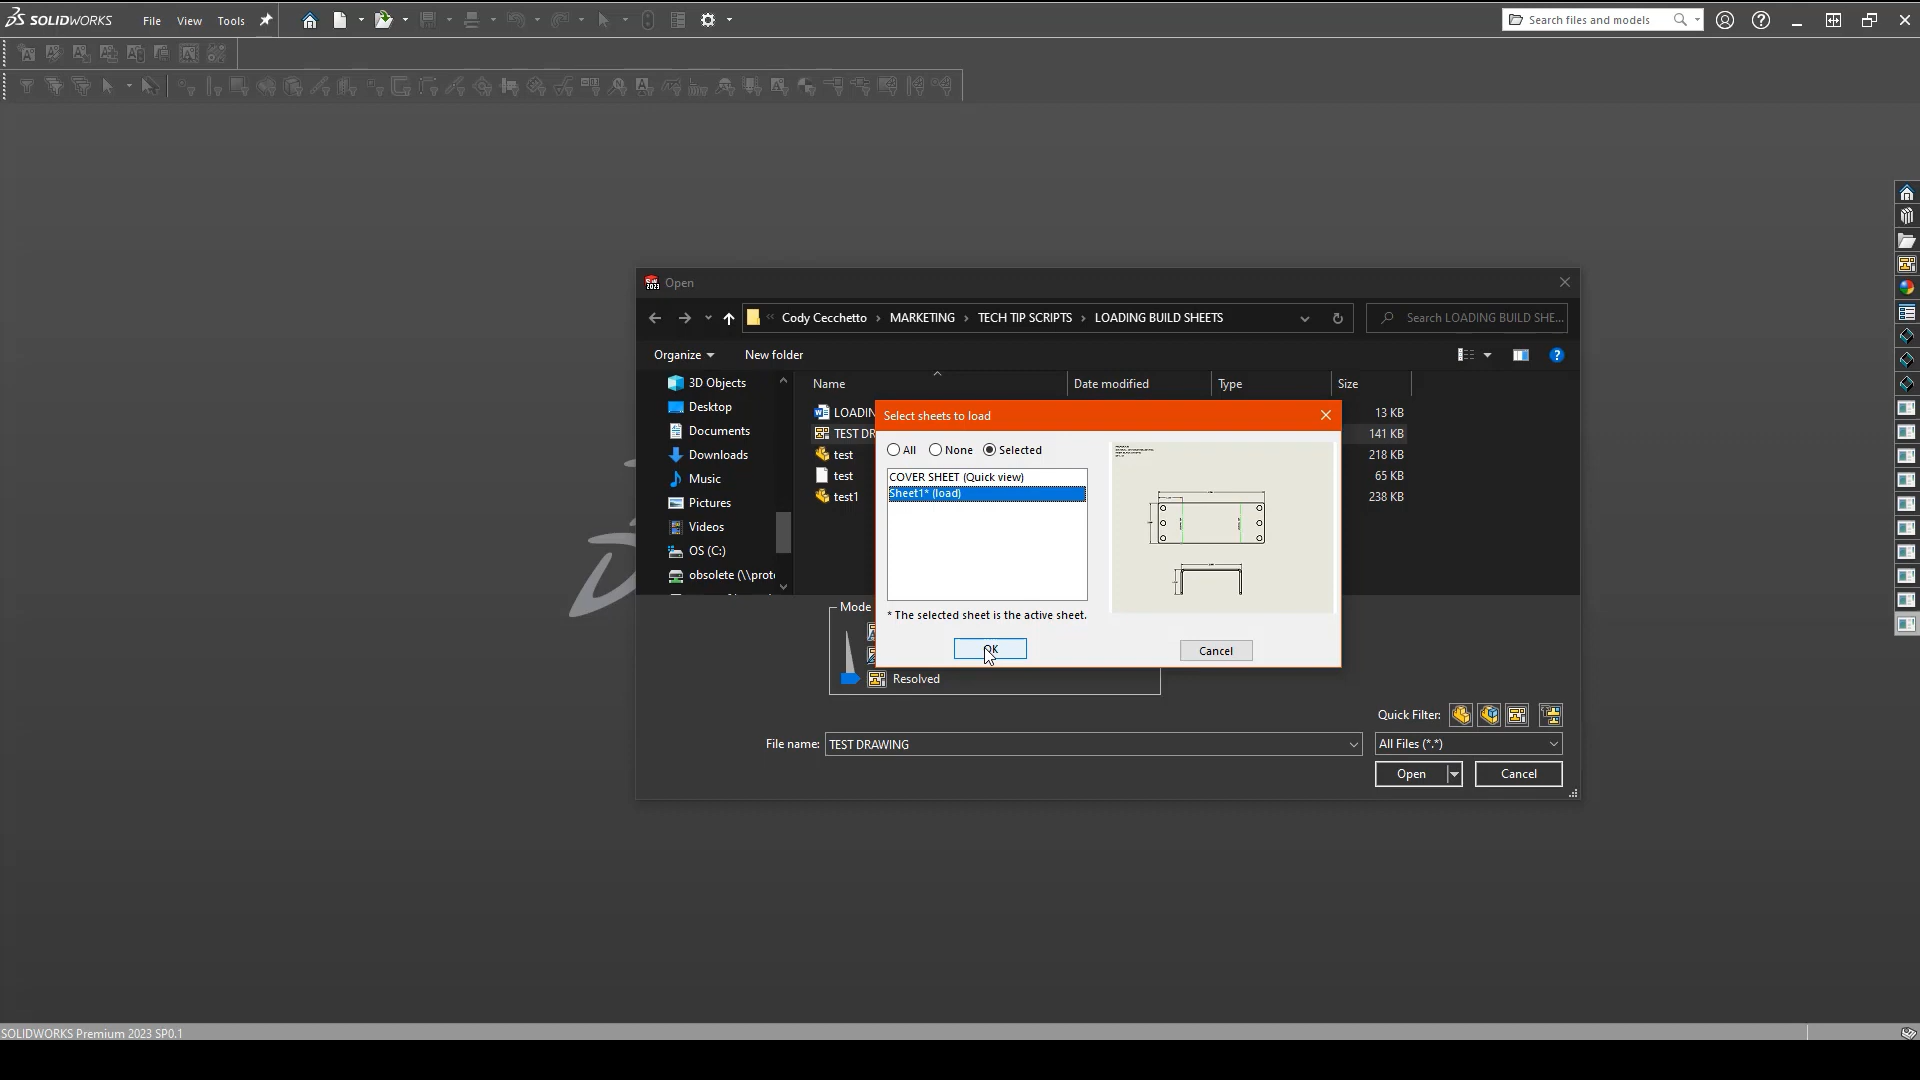 SOLIDWORKS File View Tools
Search files and models
Open
Cody Cecchetto > MARKETING > TECH TIP SCRIPTS > LOADING BUILD SHEETS
Search LOADING BUILD SHE...
Organize New folder
3D Objects
Desktop
Documents
Downloads
Music
Pictures
Videos
OS (C:)
obsolete (\\prot
Name Date modified Type Size
LOADIN 13 KB
TEST DR 141 KB
test 218 KB
test 65 KB
test1 238 KB
Select sheets to load
All None Selected
COVER SHEET (Quick view)
Sheet1* (load)
* The selected sheet is the active sheet.
OK Cancel
Mode
Resolved
Quick Filter:
File name: TEST DRAWING All Files (*.*)
Open Cancel
SOLIDWORKS Premium 2023 SP0.1